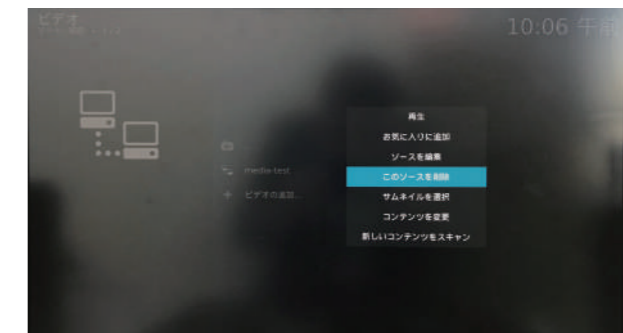 ビデオ
10:06 午前
media-test
ビデオの追加...
再生
お気に入りに追加
ソースを編集
このソースを削除
サムネイルを選択
コンテンツを変更
新しいコンテンツをスキャン